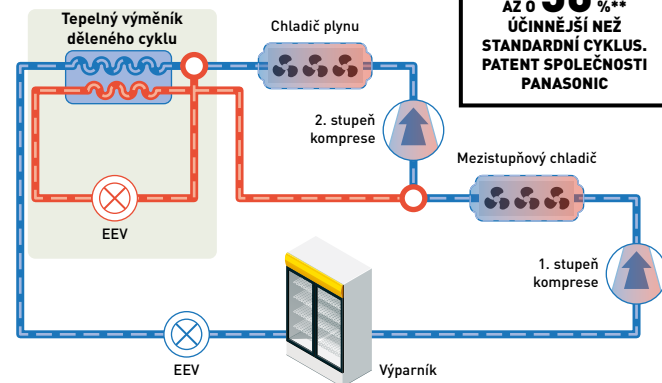 Tepelný výměník
děleného cyklu
Chladič plynu
AŽ O %**
ÚČINNĚJŠÍ NEŽ
STANDARDNÍ CYKLUS.
PATENT SPOLEČNOSTI
PANASONIC
2. stupeň
komprese
Mezistupňový chladič
EEV
1. stupeň
komprese
EEV
Výparník